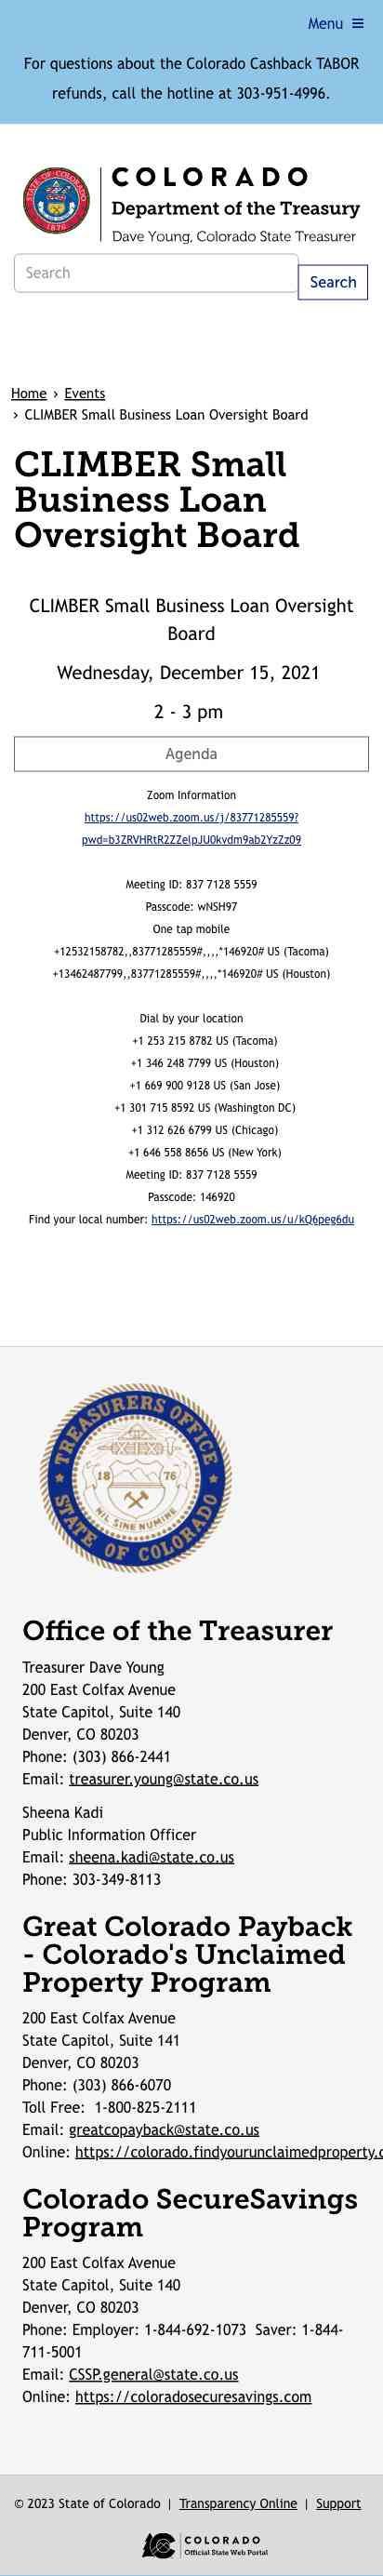 Menu ≡
For questions about the Colorado Cashback TABOR
refunds, call the hotline at 303-951-4996.
STATE OF COLORADO
1876
COLORADO
Department of the Treasury
Dave Young, Colorado State Treasurer
Search
Search
Home › Events
› CLIMBER Small Business Loan Oversight Board
CLIMBER Small
Business Loan
Oversight Board
CLIMBER Small Business Loan Oversight
Board
Wednesday, December 15, 2021
2 - 3 pm
Agenda
Zoom Information
https://us02web.zoom.us/j/83771285559?
pwd=b3ZRVHRtR2ZZelpJU0kvdm9ab2YzZz09
Meeting ID: 837 7128 5559
Passcode: wNSH97
One tap mobile
+12532158782,,83771285559#,,,,*146920# US (Tacoma)
+13462487799,,83771285559#,,,,*146920# US (Houston)
Dial by your location
+1 253 215 8782 US (Tacoma)
+1 346 248 7799 US (Houston)
+1 669 900 9128 US (San Jose)
+1 301 715 8592 US (Washington DC)
+1 312 626 6799 US (Chicago)
+1 646 558 8656 US (New York)
Meeting ID: 837 7128 5559
Passcode: 146920
Find your local number: https://us02web.zoom.us/u/kQ6peg6du
TREASURERS OFFICE
18 76
NIL SINE NUMINE
STATE OF COLORADO
Office of the Treasurer
Treasurer Dave Young
200 East Colfax Avenue
State Capitol, Suite 140
Denver, CO 80203
Phone: (303) 866-2441
Email: treasurer.young@state.co.us
Sheena Kadi
Public Information Officer
Email: sheena.kadi@state.co.us
Phone: 303-349-8113
Great Colorado Payback
- Colorado's Unclaimed
Property Program
200 East Colfax Avenue
State Capitol, Suite 141
Denver, CO 80203
Phone: (303) 866-6070
Toll Free:  1-800-825-2111
Email: greatcopayback@state.co.us
Online: https://colorado.findyourunclaimedproperty.c
Colorado SecureSavings
Program
200 East Colfax Avenue
State Capitol, Suite 140
Denver, CO 80203
Phone: Employer: 1-844-692-1073  Saver: 1-844-
711-5001
Email: CSSP.general@state.co.us
Online: https://coloradosecuresavings.com
© 2023 State of Colorado | Transparency Online | Support
COLORADO
Official State Web Portal